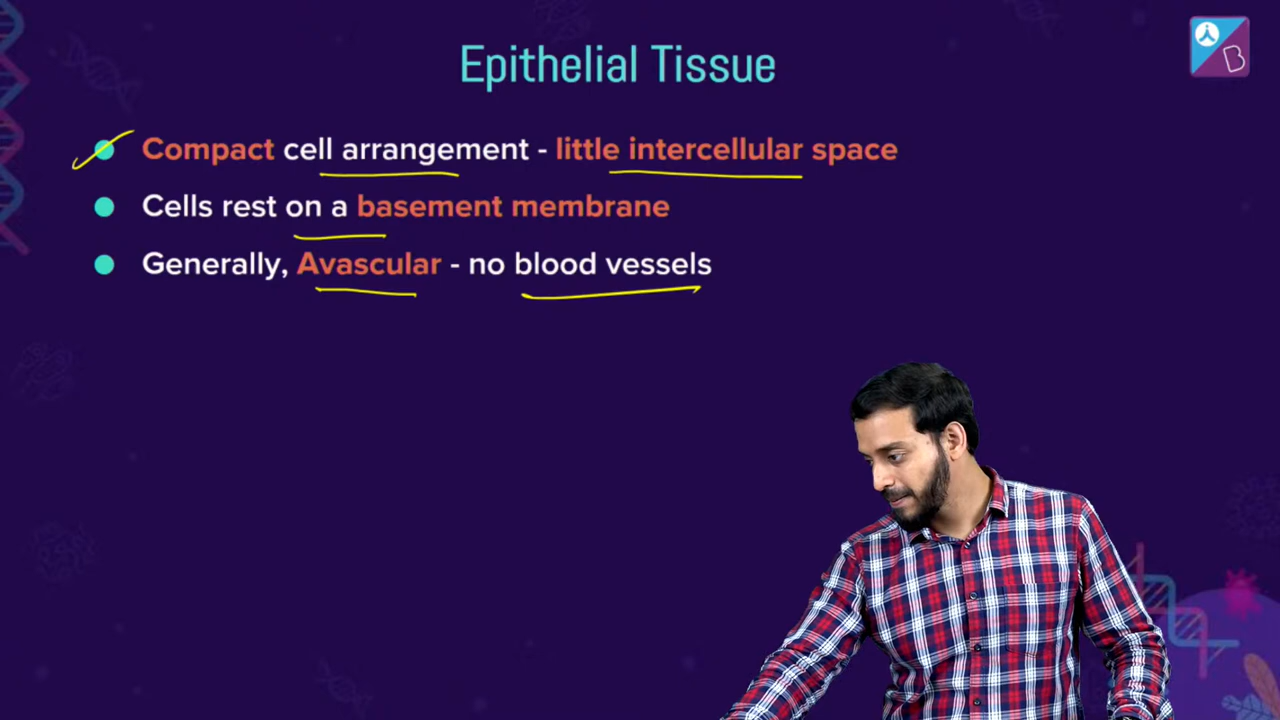 Epithelial Tissue
Compact cell arrangement - little intercellular space
Cells rest on a basement membrane
Generally, Avascular - no blood vessels
B